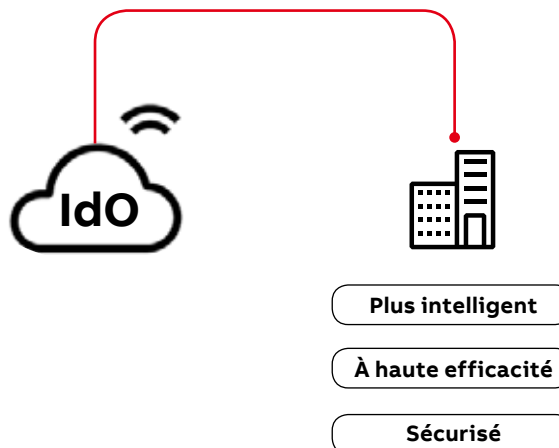 IdO
Plus intelligent
À haute efficacité
Sécurisé